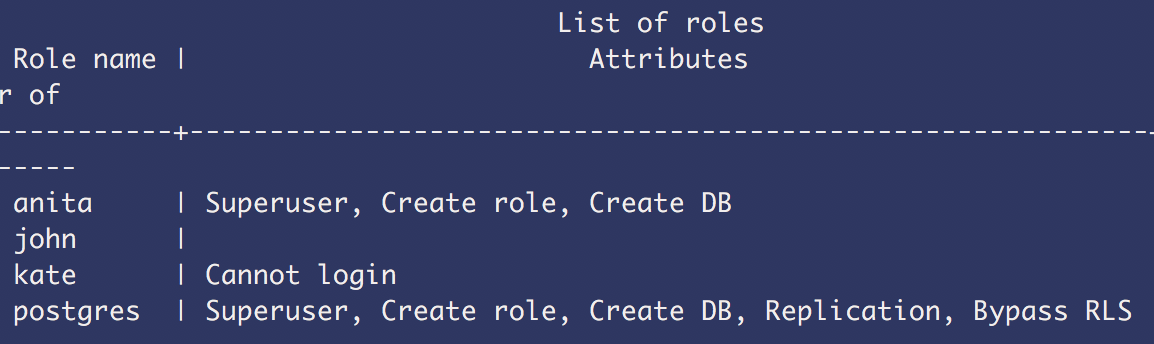 List of roles
Role name | Attributes
r of
-----------+------------------------------------------------------------
-----
anita | Superuser, Create role, Create DB
john |
kate | Cannot login
postgres | Superuser, Create role, Create DB, Replication, Bypass RLS